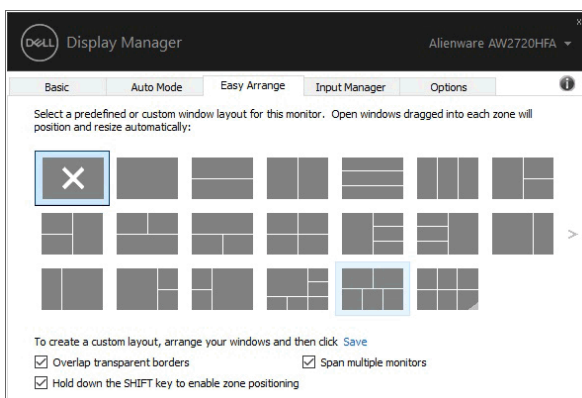 DELL Display Manager
Alienware AW2720HFA
Basic
Auto Mode
Easy Arrange
Input Manager
Options
Select a predefined or custom window layout for this monitor. Open windows dragged into each zone will
position and resize automatically:
To create a custom layout, arrange your windows and then click Save
Overlap transparent borders
Span multiple monitors
Hold down the SHIFT key to enable zone positioning